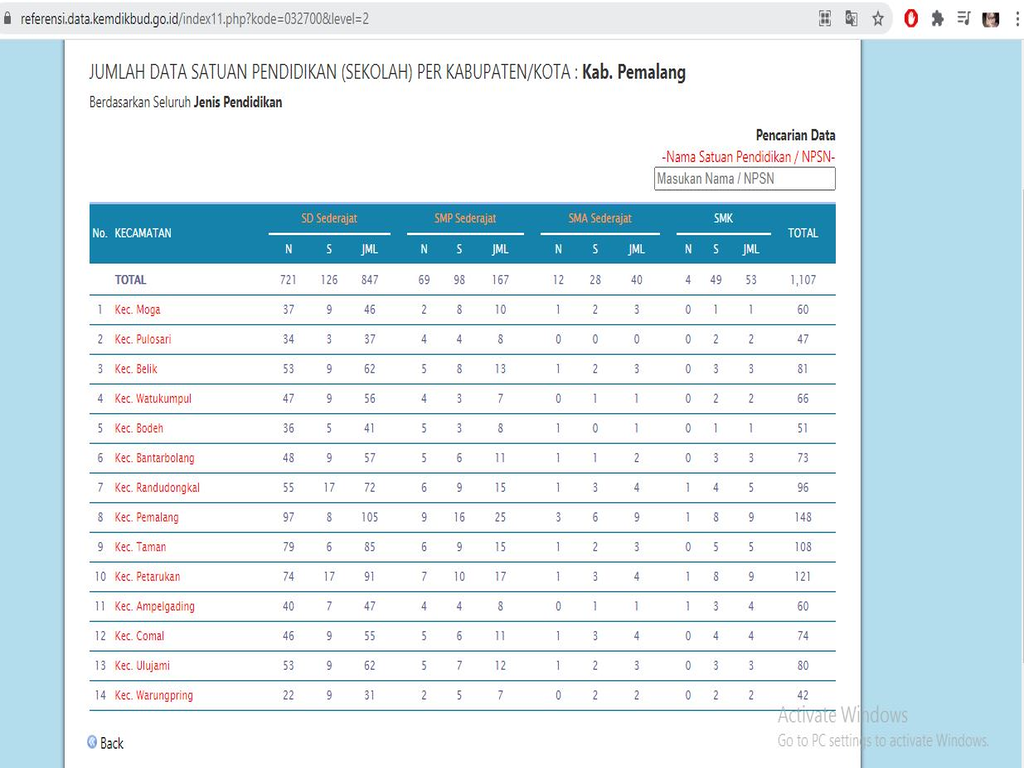 referensi.data.kemdikbud.go.id/index11.php?kode=032700&level=2
JUMLAH DATA SATUAN PENDIDIKAN (SEKOLAH) PER KABUPATEN/KOTA : Kab. Pemalang
Berdasarkan Seluruh Jenis Pendidikan
Pencarian Data
-Nama Satuan Pendidikan / NPSN-
Masukan Nama / NPSN
No. KECAMATAN SD Sederajat SMP Sederajat SMA Sederajat SMK TOTAL
N S JML N S JML N S JML N S JML
TOTAL 721 126 847 69 98 167 12 28 40 4 49 53 1,107
1 Kec. Moga 37 9 46 2 8 10 1 2 3 0 1 1 60
2 Kec. Pulosari 34 3 37 4 4 8 0 0 0 0 2 2 47
3 Kec. Belik 53 9 62 5 8 13 1 2 3 0 3 3 81
4 Kec. Watukumpul 47 9 56 4 3 7 0 1 1 0 2 2 66
5 Kec. Bodeh 36 5 41 5 3 8 1 0 1 0 1 1 51
6 Kec. Bantarbolang 48 9 57 5 6 11 1 1 2 0 3 3 73
7 Kec. Randudongkal 55 17 72 6 9 15 1 3 4 1 4 5 96
8 Kec. Pemalang 97 8 105 9 16 25 3 6 9 1 8 9 148
9 Kec. Taman 79 6 85 6 9 15 1 2 3 0 5 5 108
10 Kec. Petarukan 74 17 91 7 10 17 1 3 4 1 8 9 121
11 Kec. Ampelgading 40 7 47 4 4 8 0 1 1 1 3 4 60
12 Kec. Comal 46 9 55 5 6 11 1 3 4 0 4 4 74
13 Kec. Ulujami 53 9 62 5 7 12 1 2 3 0 3 3 80
14 Kec. Warungpring 22 9 31 2 5 7 0 2 2 0 2 2 42
Activate Windows
Go to PC settings to activate Windows.
Back